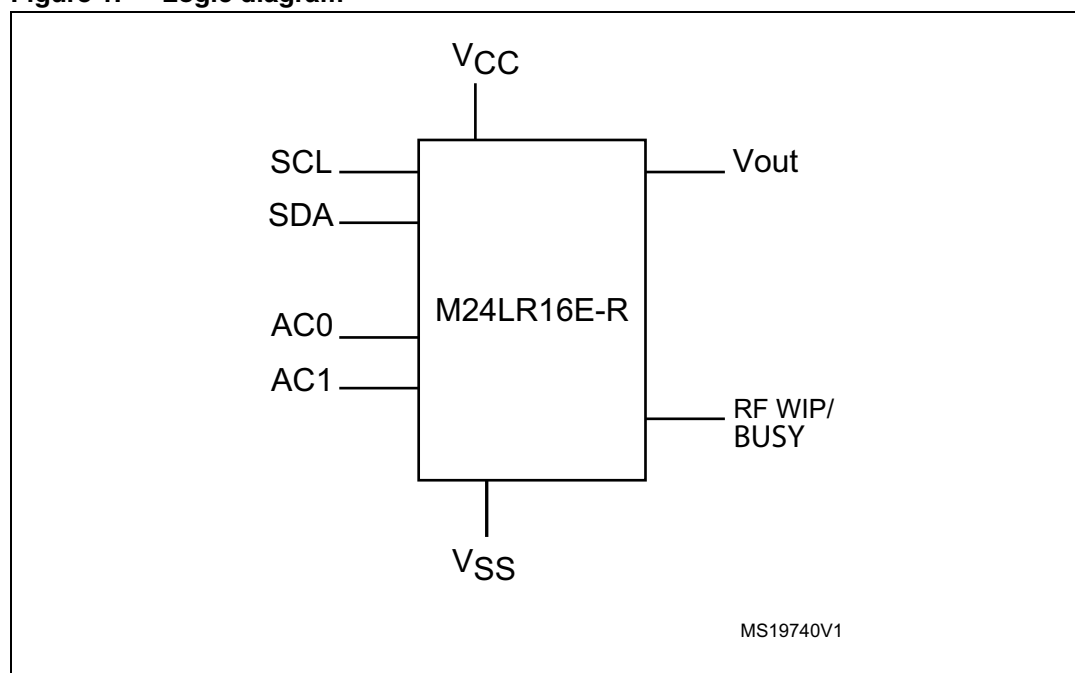 Figure 1. Logic diagram
VCC
SCL
SDA
AC0
AC1
M24LR16E-R
Vout
RF WIP/
BUSY
VSS
MS19740V1